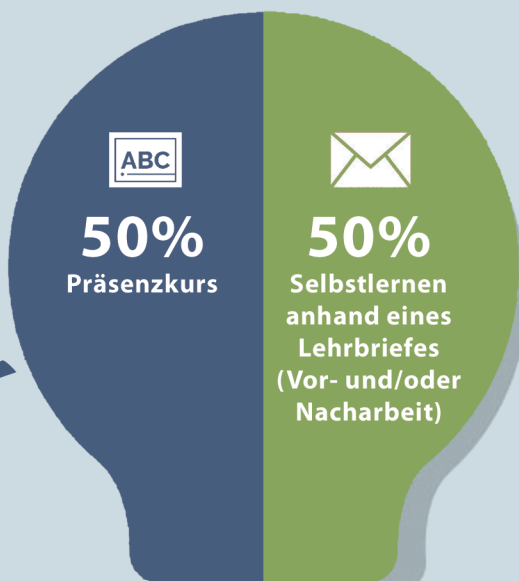 ABC
50%
Präsenzkurs
50%
Selbstlernen
anhand eines
Lehrbriefes
(Vor- und/oder
Nacharbeit)